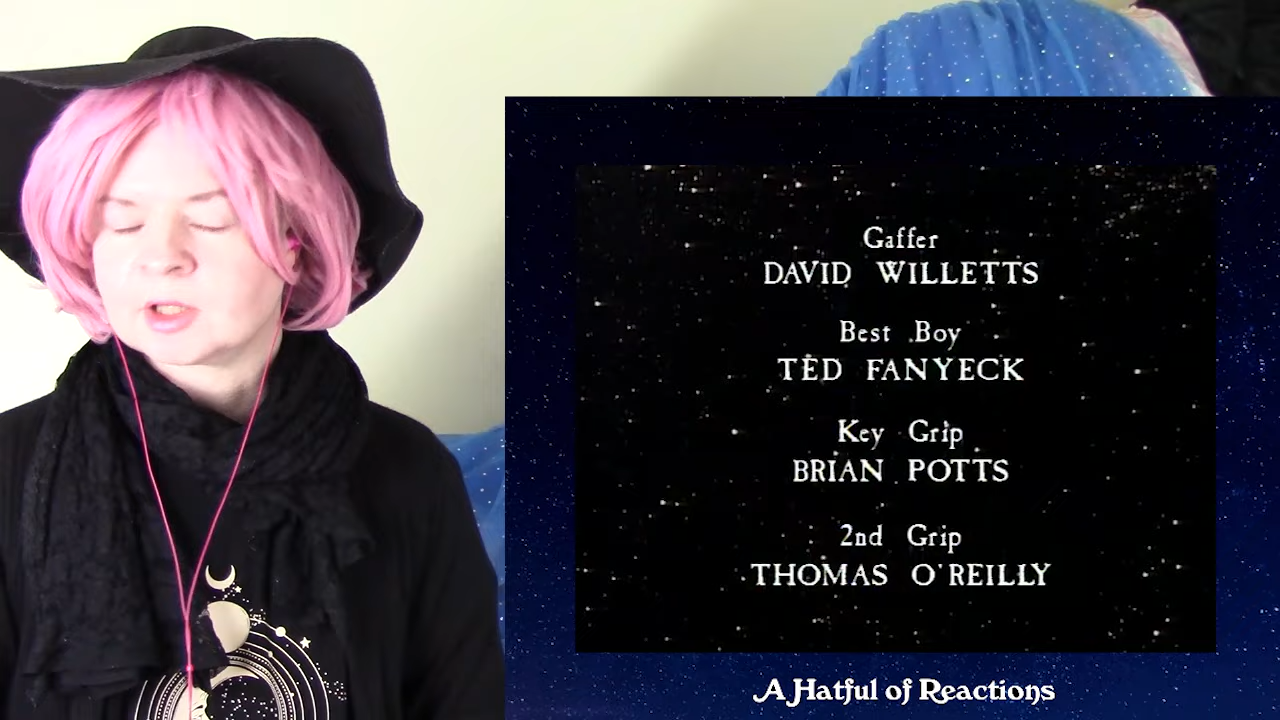 Gaffer
DAVID WILLETTS
Best Boy
TED FANYECK
Key Grip
BRIAN POTTS
2nd Grip
THOMAS O'REILLY
A Hatful of Reactions